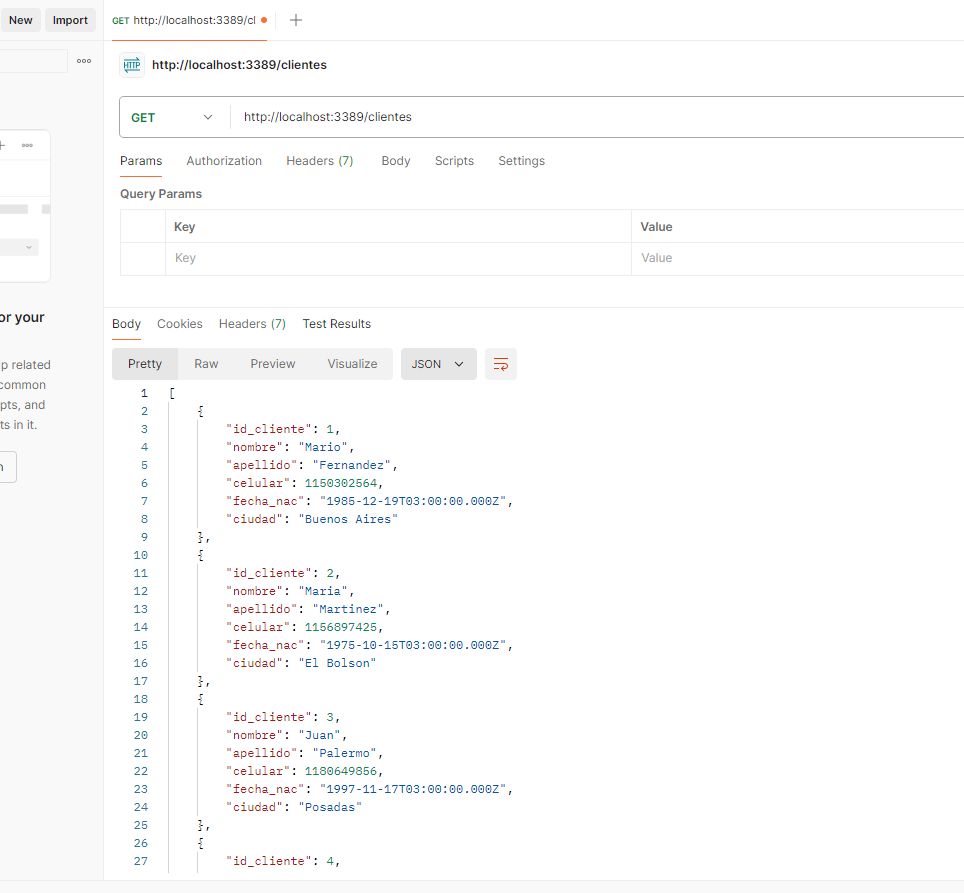 New Import
GET http://localhost:3389/cl
HTTP http://localhost:3389/clientes
GET http://localhost:3389/clientes
Params Authorization Headers (7) Body Scripts Settings
Query Params
Key Value
Key Value
or your
p related
common
pts, and
ts in it.
Body Cookies Headers (7) Test Results
Pretty Raw Preview Visualize JSON
1 [
2 {
3 "id_cliente": 1,
4 "nombre": "Mario",
5 "apellido": "Fernandez",
6 "celular": 1150302564,
7 "fecha_nac": "1985-12-19T03:00:00.000Z",
8 "ciudad": "Buenos Aires"
9 },
10 {
11 "id_cliente": 2,
12 "nombre": "Maria",
13 "apellido": "Martinez",
14 "celular": 1156897425,
15 "fecha_nac": "1975-10-15T03:00:00.000Z",
16 "ciudad": "El Bolson"
17 },
18 {
19 "id_cliente": 3,
20 "nombre": "Juan",
21 "apellido": "Palermo",
22 "celular": 1180649856,
23 "fecha_nac": "1997-11-17T03:00:00.000Z",
24 "ciudad": "Posadas"
25 },
26 {
27 "id_cliente": 4,